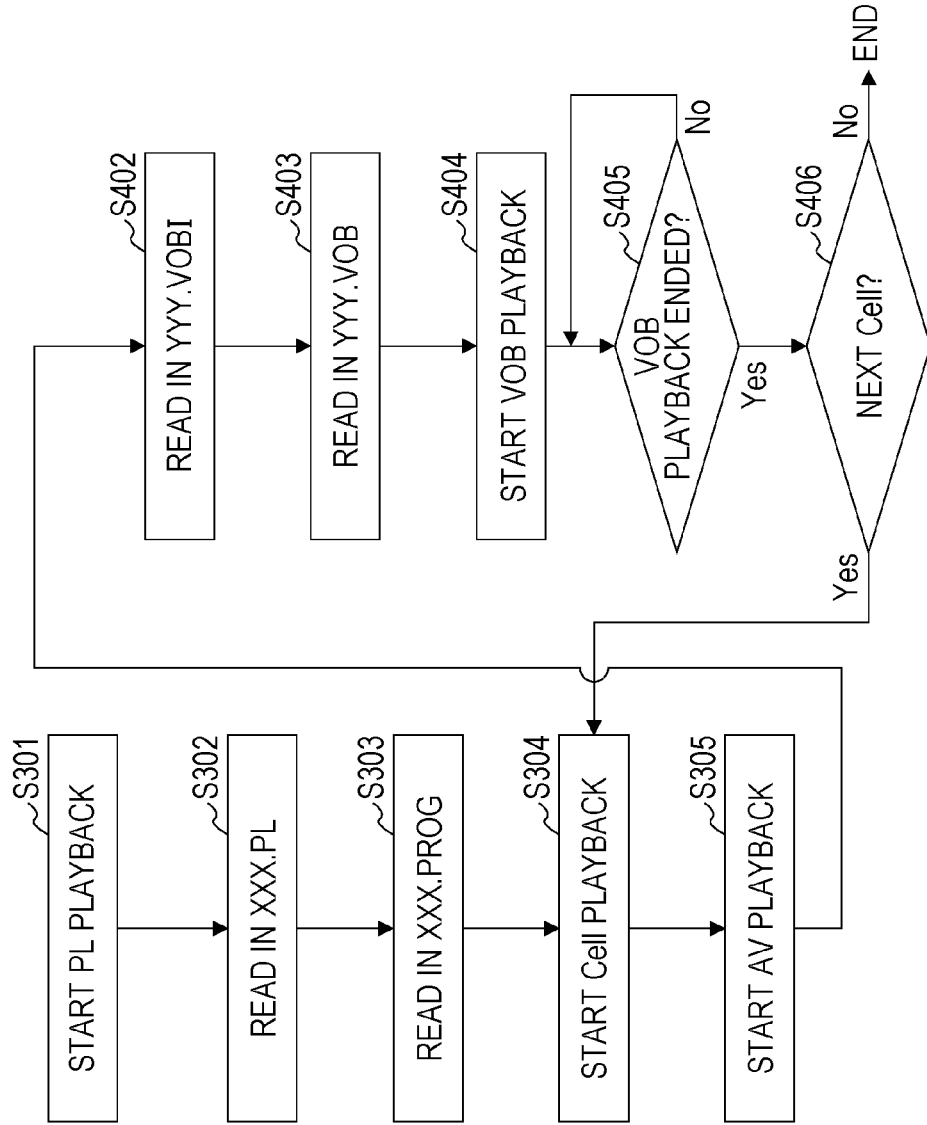 S301
START PL PLAYBACK
S302
READ IN XXX.PL
S303
READ IN XXX.PROG
S304
START Cell PLAYBACK
S305
START AV PLAYBACK
S402
READ IN YYY.VOBI
S403
READ IN YYY.VOB
S404
START VOB PLAYBACK
S405
VOB
PLAYBACK ENDED?
No
Yes
S406
NEXT Cell?
Yes
No
END